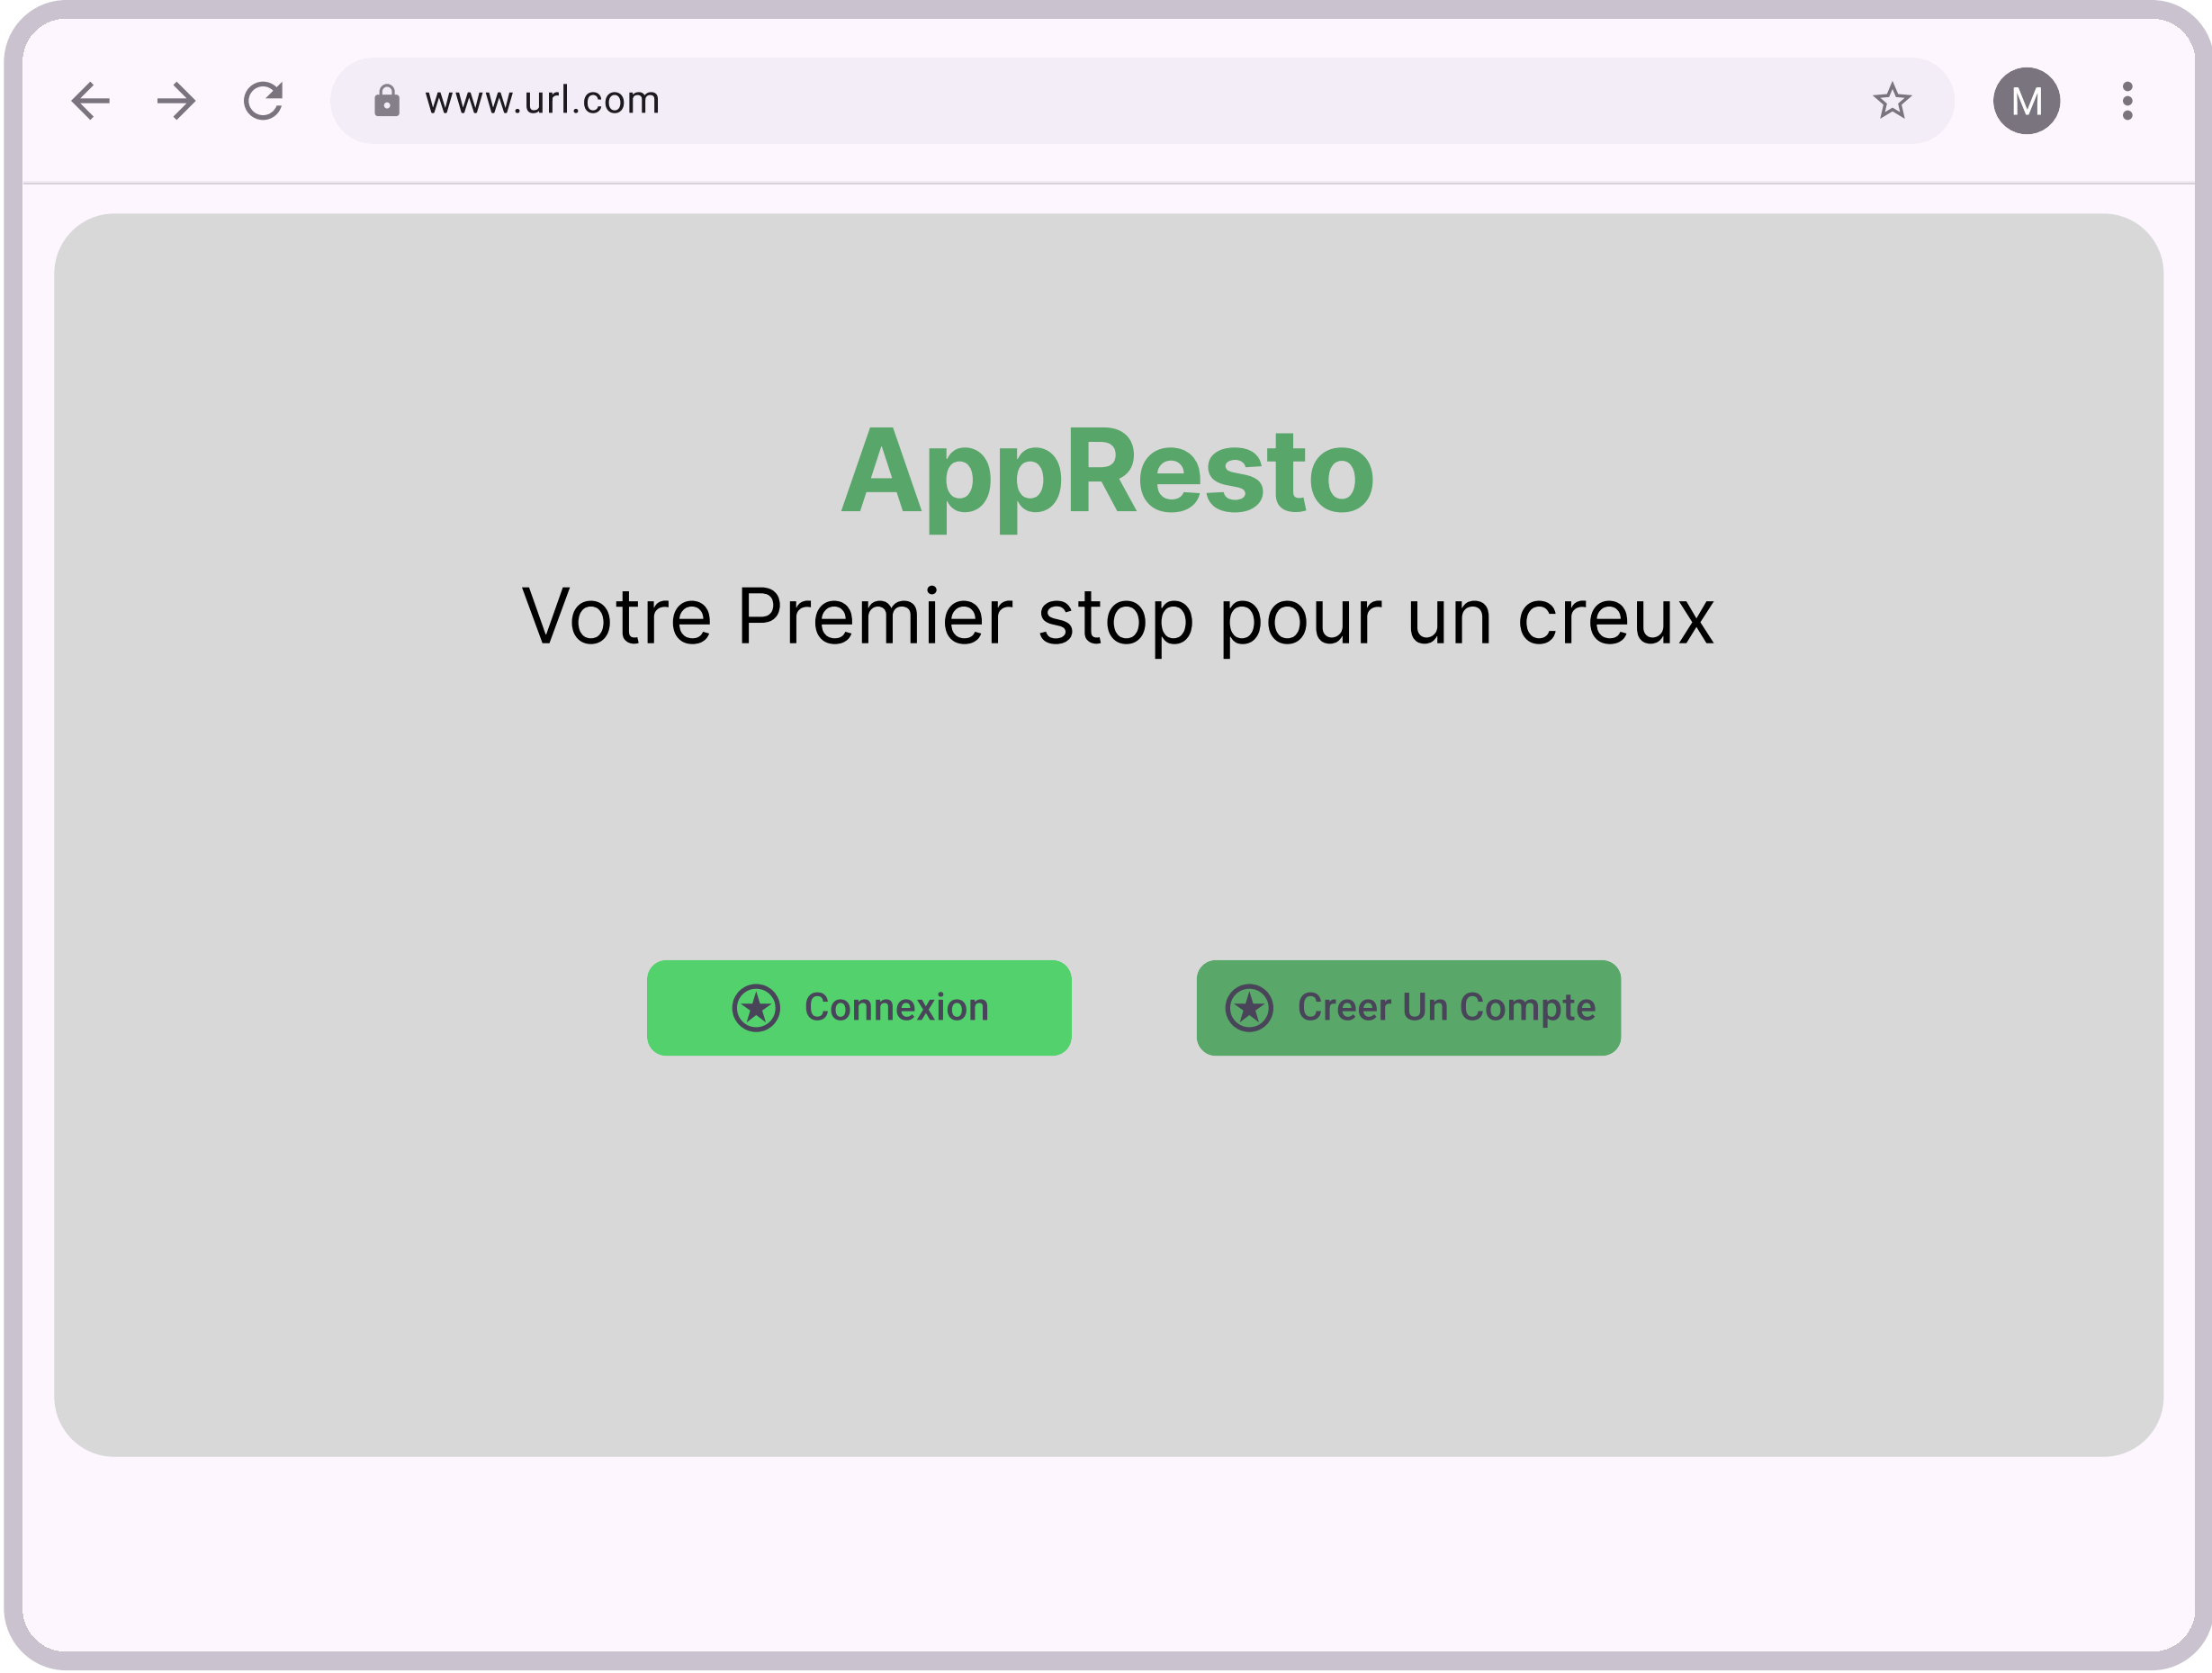 www.url.com
M
AppResto
Votre Premier stop pour un creux
Connexion
Creer Un Compte